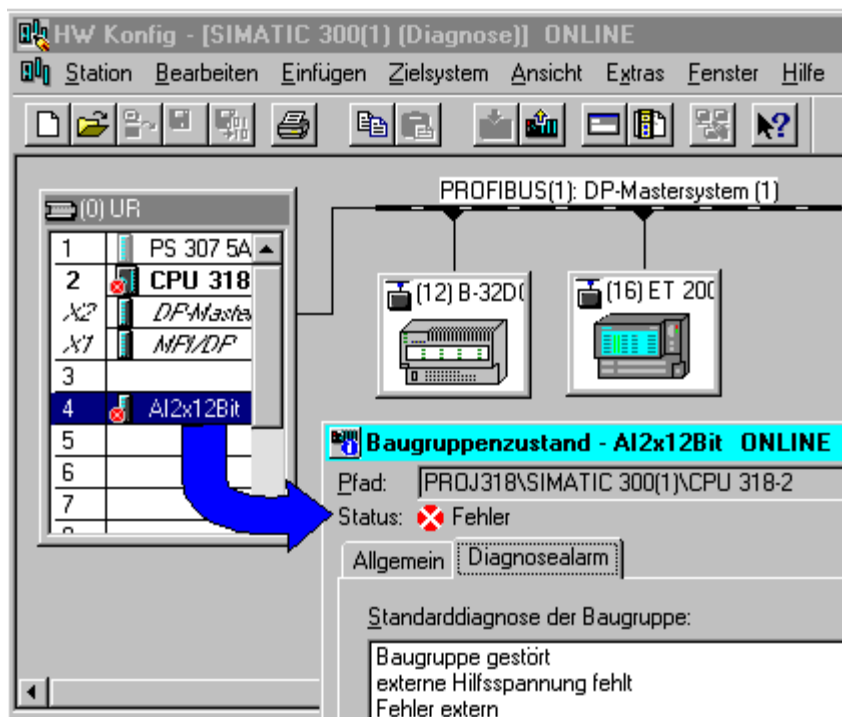 HW Konfig - [SIMATIC 300(1) (Diagnose)] ONLINE
Station Bearbeiten Einfügen Zielsystem Ansicht Extras Fenster Hilfe
PROFIBUS(1): DP-Mastersystem (1)
(0) UR
1 PS 307 5A
2 CPU 318
X2 DP-Master
X1 MPI/DP
3
4 AI2x12Bit
5
6
7
(12) B-32D
(16) ET 200
Baugruppenzustand - AI2x12Bit ONLINE
Pfad: PROJ318\SIMATIC 300(1)\CPU 318-2
Status: Fehler
Allgemein Diagnosealarm
Standarddiagnose der Baugruppe:
Baugruppe gestört
externe Hilfsspannung fehlt
Fehler extern